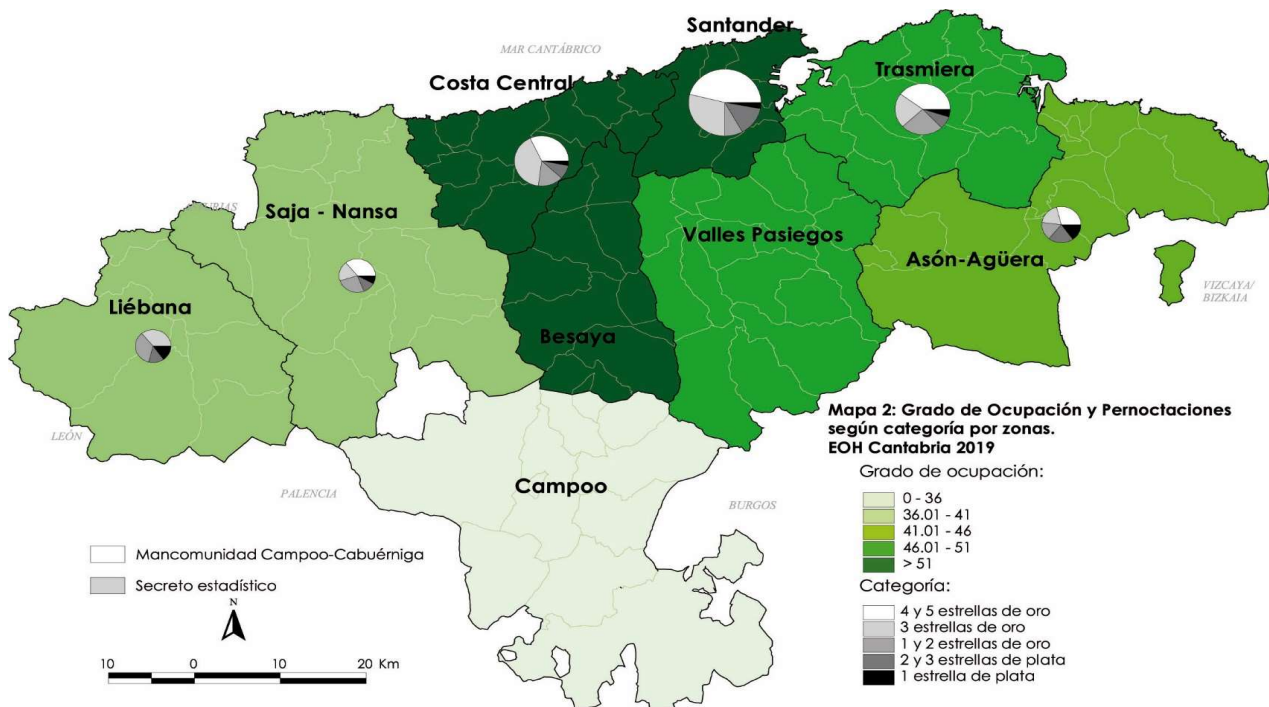 Santander
MAR CANTÁBRICO
Costa Central
Trasmiera
Saja - Nansa
Valles Pasiegos
Asón-Agüera
VIZCAYA/
BIZKAIA
Liébana
Besaya
LEÓN
PALENCIA
Campoo
BURGOS
Mapa 2: Grado de Ocupación y Pernoctaciones
según categoría por zonas.
EOH Cantabria 2019
Grado de ocupación:
0 - 36
36.01 - 41
41.01 - 46
46.01 - 51
> 51
Categoría:
4 y 5 estrellas de oro
3 estrellas de oro
1 y 2 estrellas de oro
2 y 3 estrellas de plata
1 estrella de plata
Mancomunidad Campoo-Cabuérniga
Secreto estadístico
N
10 0 10 20 Km